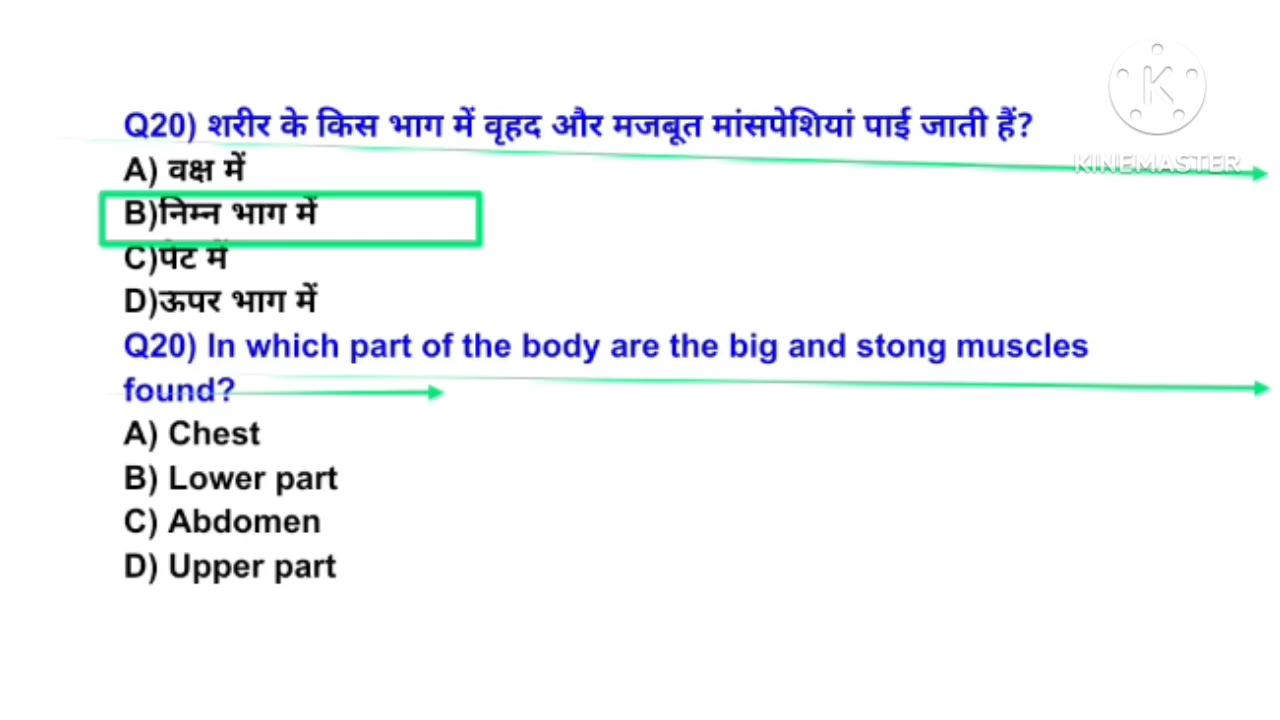 Q20) शरीर के किस भाग में वृहद और मजबूत मांसपेशियां पाई जाती हैं?
KINEMASTER
A) वक्ष में
B)निम्न भाग में
C)पेट में
D)ऊपर भाग में
Q20) In which part of the body are the big and stong muscles
found?
A) Chest
B) Lower part
C) Abdomen
D) Upper part